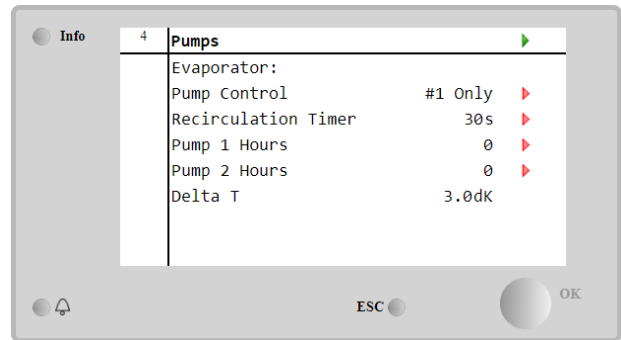 Info
4 Pumps
Evaporator:
Pump Control #1 Only
Recirculation Timer 30s
Pump 1 Hours 0
Pump 2 Hours 0
Delta T 3.0dK
ESC
OK